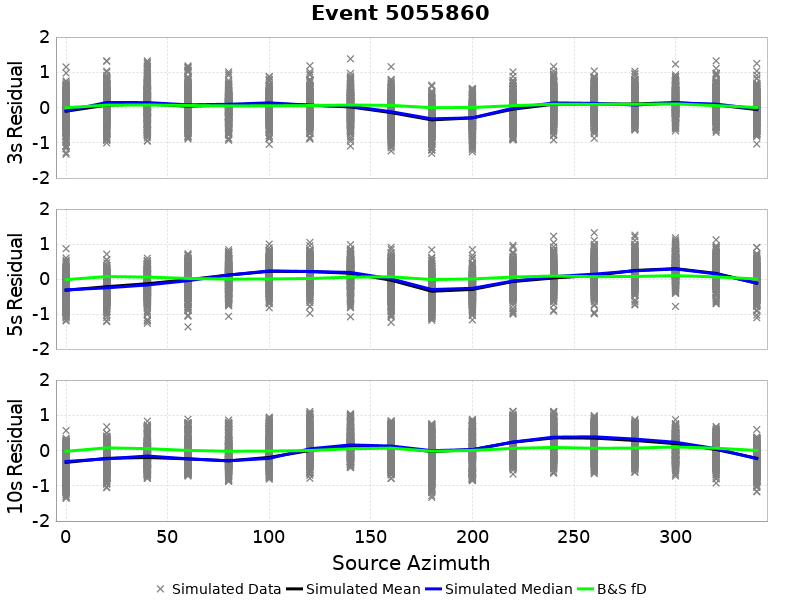 Event 5055860
2
1
0
-1
-2
3s Residual
2
1
0
-1
-2
5s Residual
2
1
0
-1
-2
10s Residual
0 50 100 150 200 250 300
Source Azimuth
Simulated Data Simulated Mean Simulated Median B&S fD